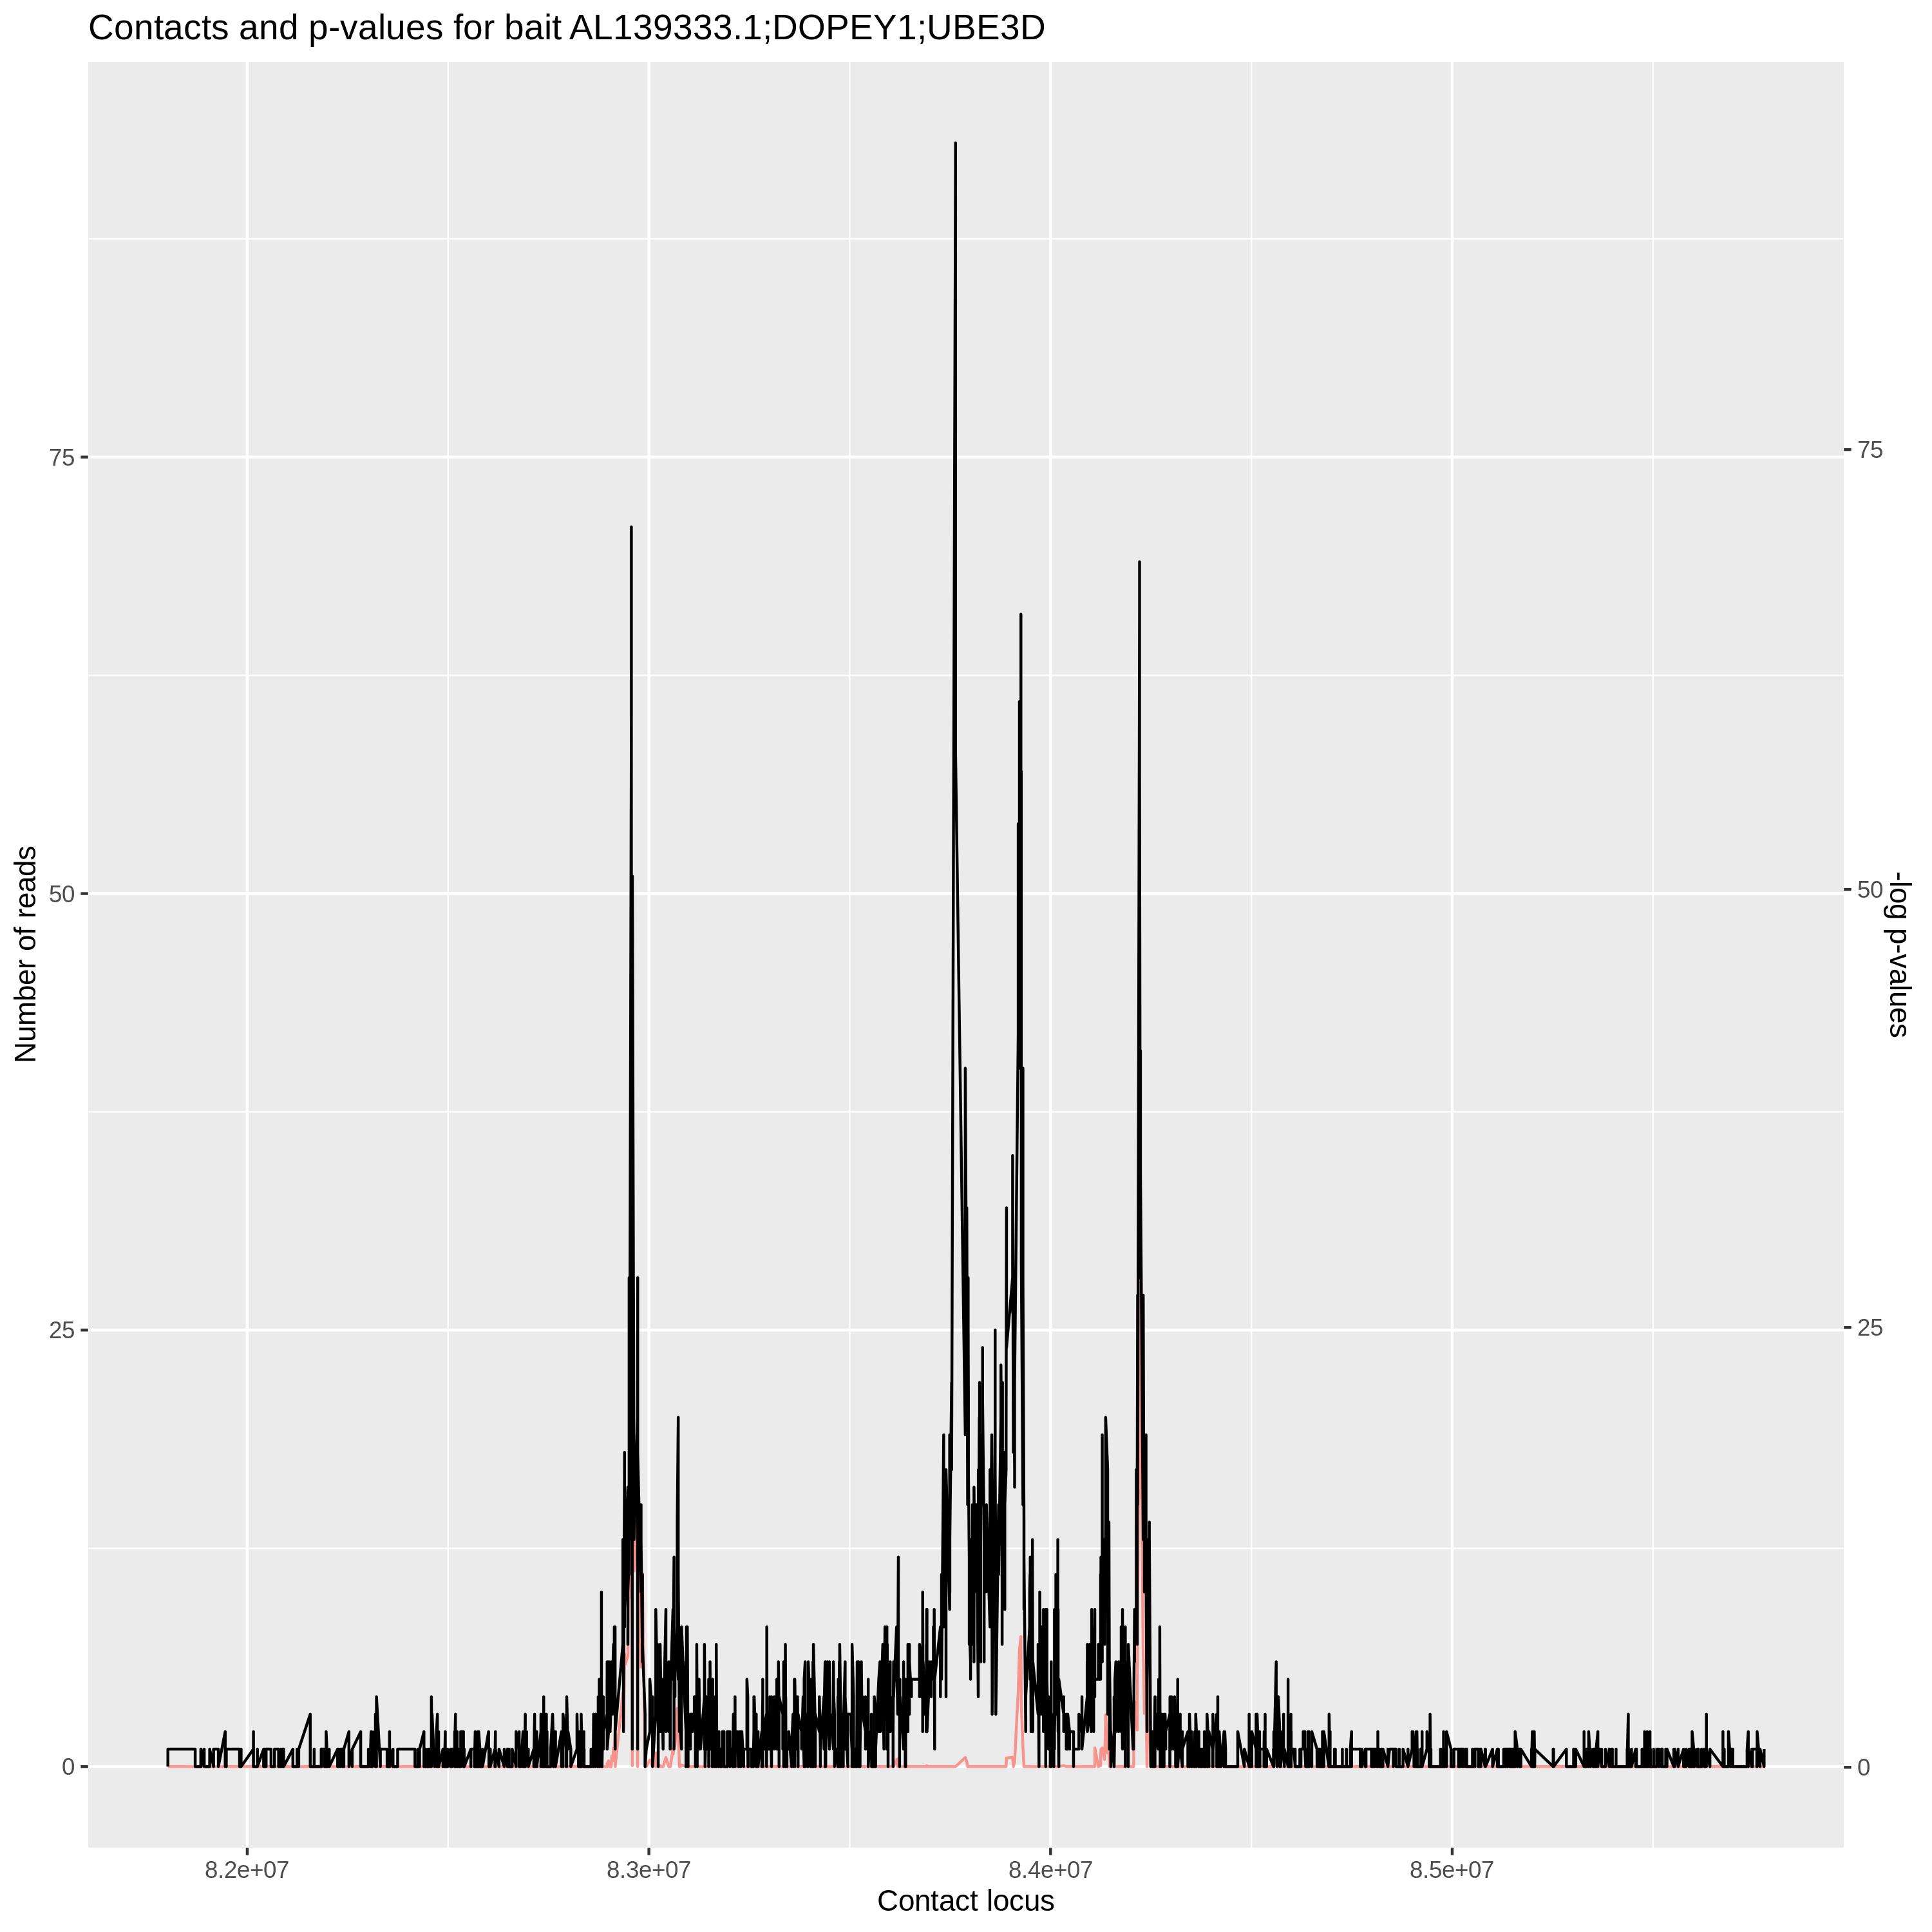 Contacts and p-values for bait AL139333.1;DOPEY1;UBE3D
75
50
25
0
Number of reads
75
50
25
0
-log p-values
8.2e+07
8.3e+07
8.4e+07
8.5e+07
Contact locus